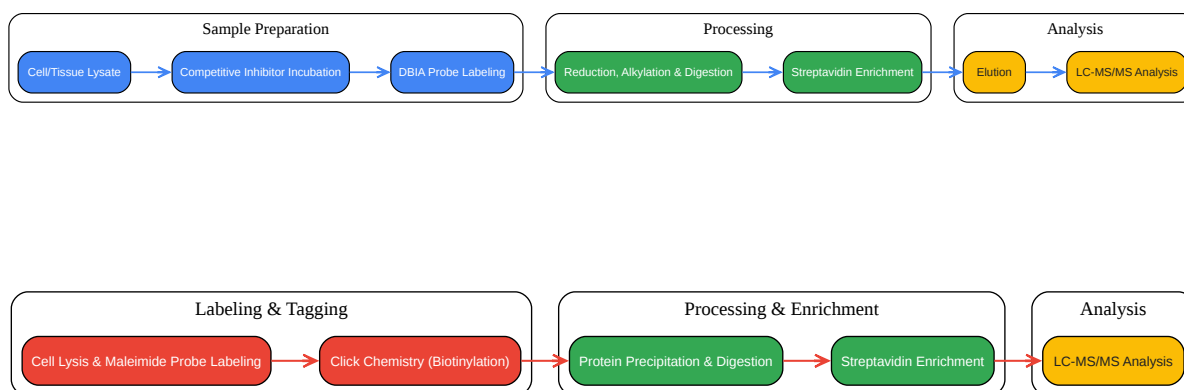 Sample Preparation
Processing
Analysis
Cell/Tissue Lysate
Competitive Inhibitor Incubation
DBIA Probe Labeling
Reduction, Alkylation & Digestion
Streptavidin Enrichment
Elution
LC-MS/MS Analysis
Labeling & Tagging
Processing & Enrichment
Analysis
Cell Lysis & Maleimide Probe Labeling
Click Chemistry (Biotinylation)
Protein Precipitation & Digestion
Streptavidin Enrichment
LC-MS/MS Analysis